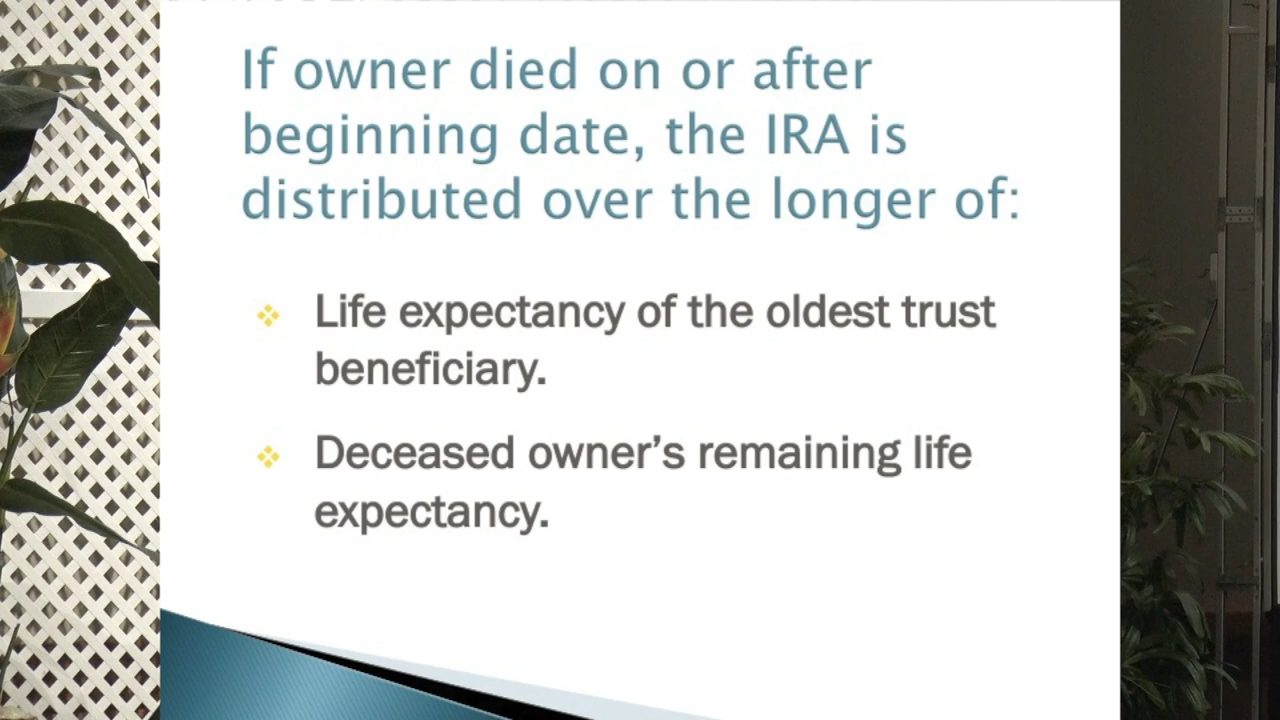 If owner died on or after
beginning date, the IRA is
distributed over the longer of:
Life expectancy of the oldest trust
beneficiary.
Deceased owner’s remaining life
expectancy.